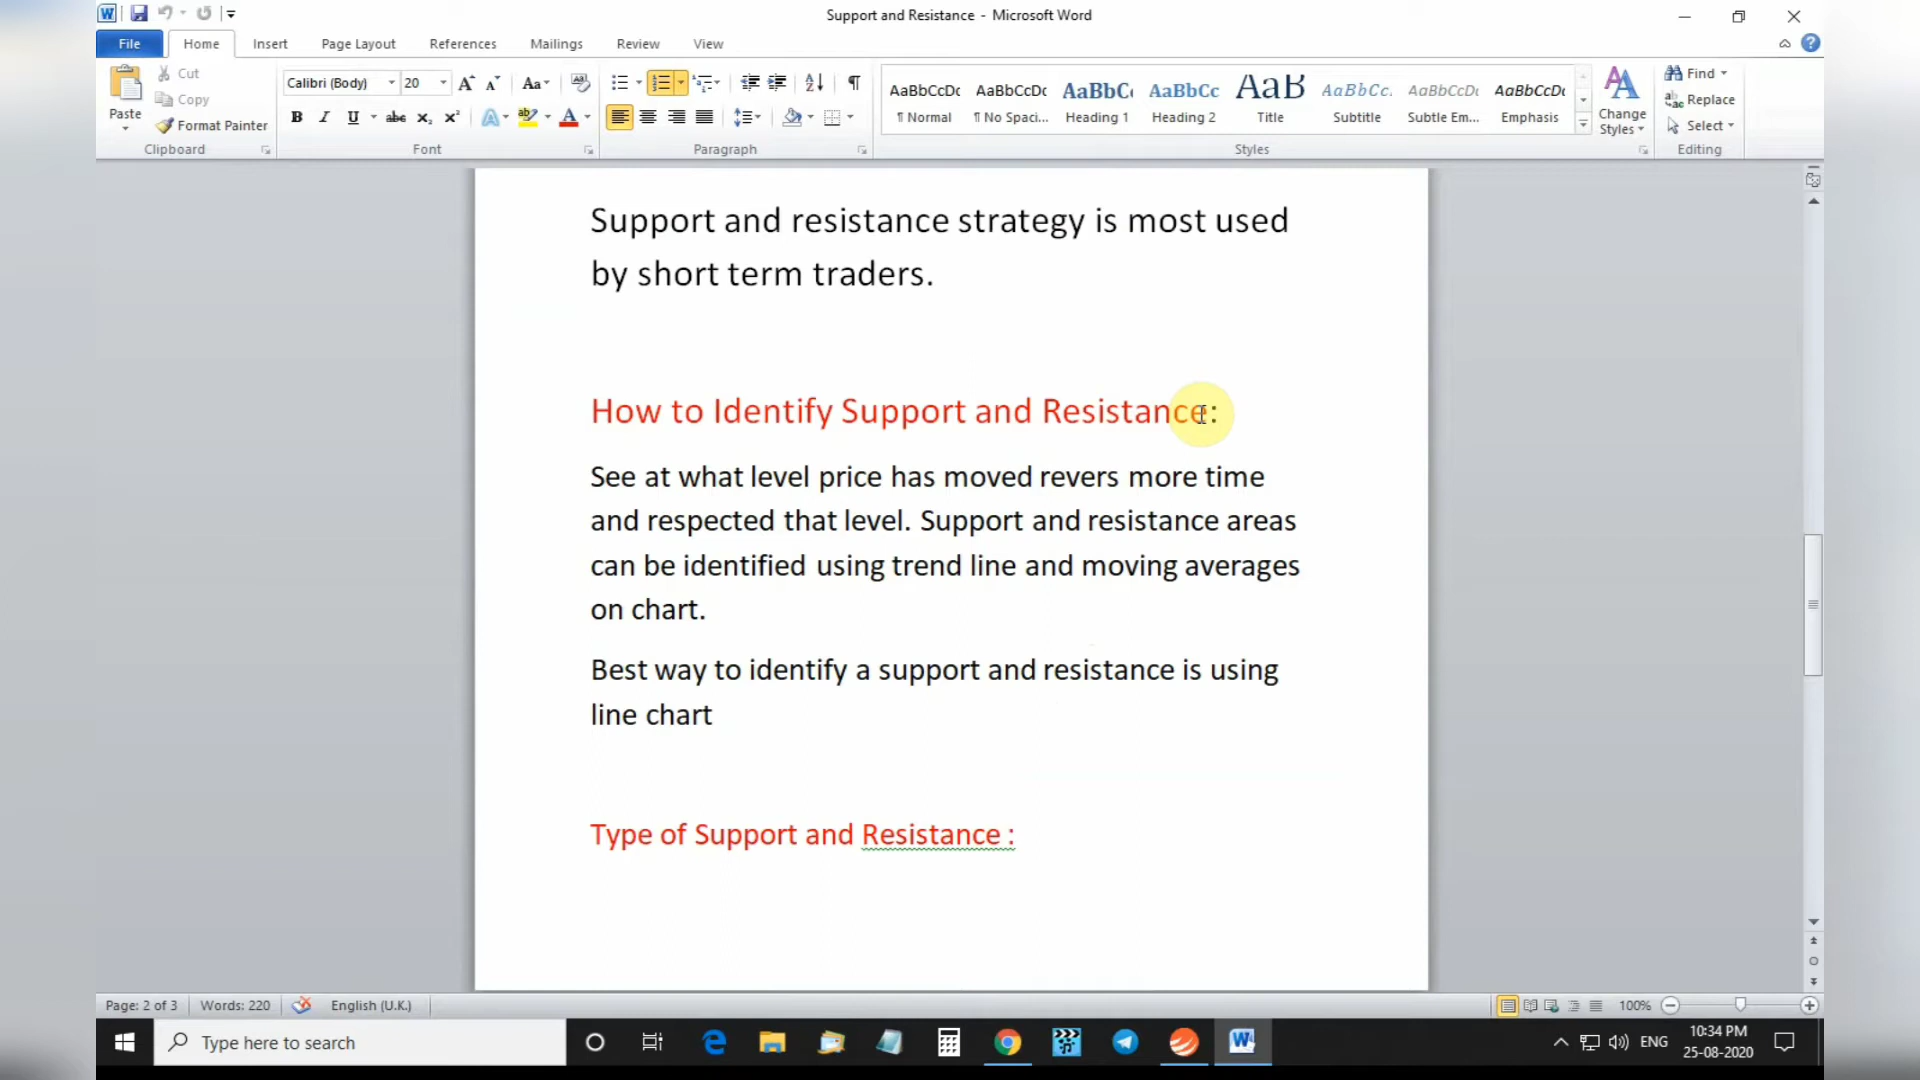 Support and Resistance - Microsoft Word
File Home Insert Page Layout References Mailings Review View
Paste
Cut
Copy
Format Painter
Clipboard
Calibri (Body) 20
Font
Paragraph
AaBbCcDc AaBbCcDc AaBbC AaBbCc AaB AaBbCc. AaBbCcDi AaBbCcDc
¶ Normal ¶ No Spaci... Heading 1 Heading 2 Title Subtitle Subtle Em... Emphasis
Change Styles
Styles
Find
Replace
Select
Editing
Support and resistance strategy is most used
by short term traders.
How to Identify Support and Resistance:
See at what level price has moved revers more time
and respected that level. Support and resistance areas
can be identified using trend line and moving averages
on chart.
Best way to identify a support and resistance is using
line chart
Type of Support and Resistance :
Page: 2 of 3 Words: 220 English (U.K.) 100%
Type here to search
ENG
10:34 PM
25-08-2020